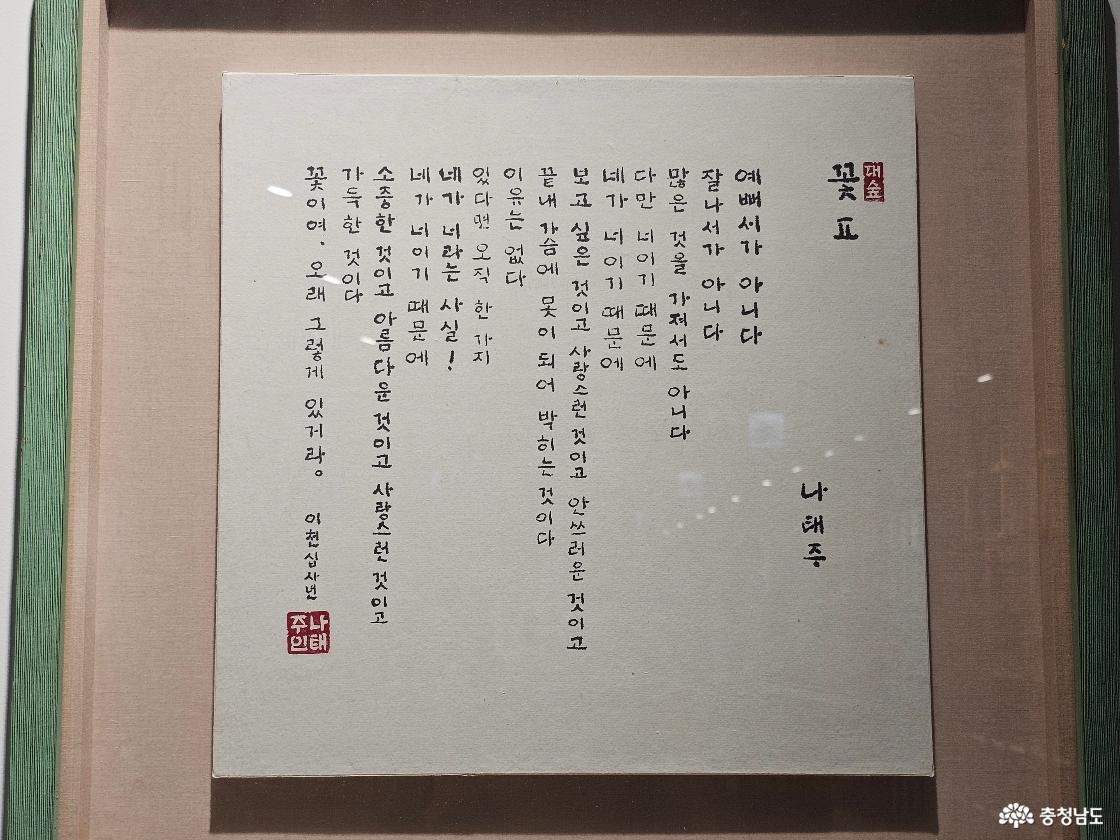 대숲
꽃 표
나태주
예뻐서가 아니다
잘나서가 아니다
많은 것을 가져서도 아니다
다만 너이기 때문에
네가 너이기 때문에
보고 싶은 것이고 사랑스런 것이고 안쓰러운 것이고
끝내 가슴에 못이 되어 박히는 것이다
이유는 없다
있다면 오직 한 가지
네가 너라는 사실!
네가 너이기 때문에
소중한 것이고 아름다운 것이고 사랑스런 것이고
가득한 것이다
꽃이여, 오래 그렇게 있거라。
이천십사년
나태주인
충청남도